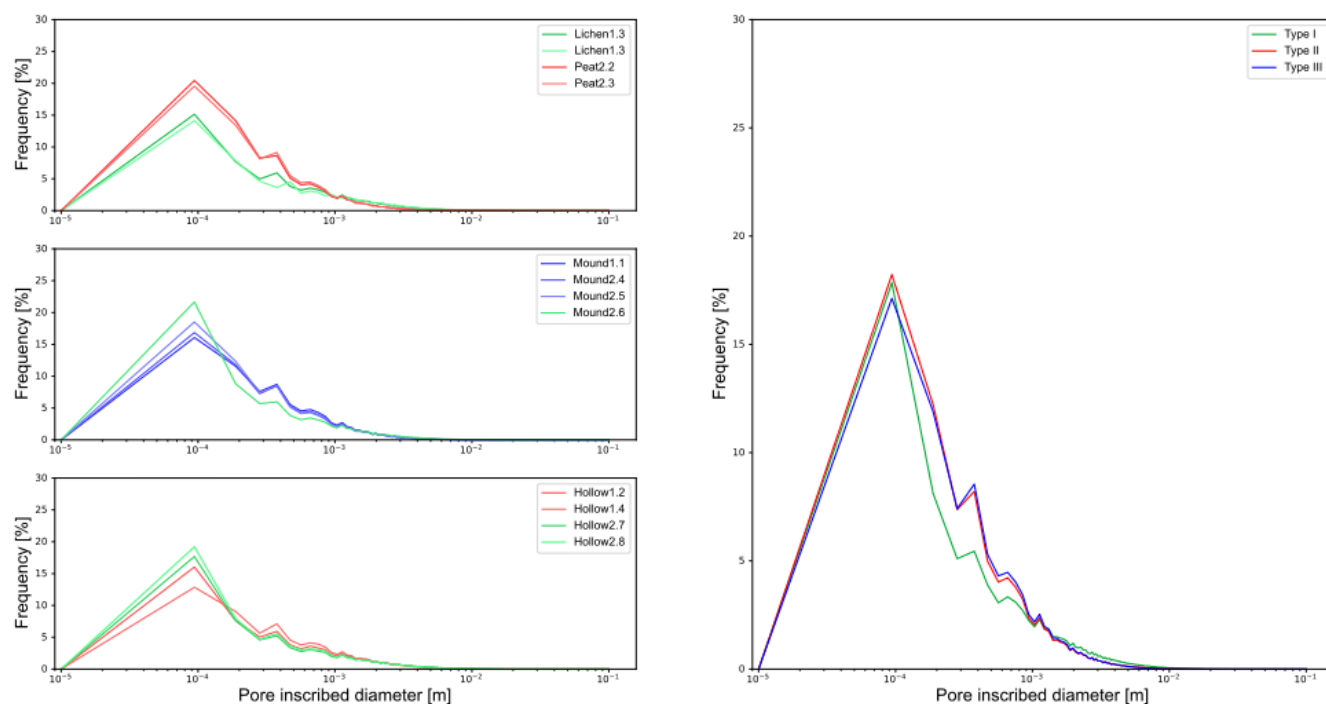 30
25
20
15
10
5
0
Frequency [%]
Lichen1.3
Lichen1.3
Peat2.2
Peat2.3
10⁻⁵ 10⁻⁴ 10⁻³ 10⁻² 10⁻¹
30
25
20
15
10
5
0
Frequency [%]
Mound1.1
Mound2.4
Mound2.5
Mound2.6
10⁻⁵ 10⁻⁴ 10⁻³ 10⁻² 10⁻¹
30
25
20
15
10
5
0
Frequency [%]
Hollow1.2
Hollow1.4
Hollow2.7
Hollow2.8
10⁻⁵ 10⁻⁴ 10⁻³ 10⁻² 10⁻¹
Pore inscribed diameter [m]
30
25
20
15
10
5
0
Frequency [%]
Type I
Type II
Type III
10⁻⁵ 10⁻⁴ 10⁻³ 10⁻² 10⁻¹
Pore inscribed diameter [m]